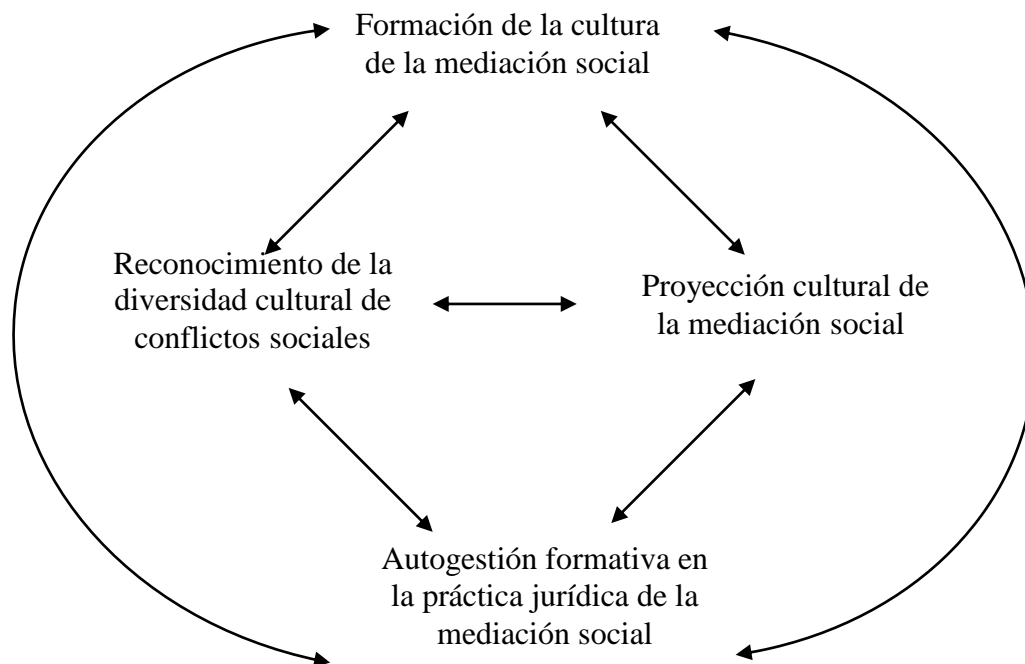 Formación de la cultura
de la mediación social
Reconocimiento de la
diversidad cultural de
conflictos sociales
Proyección cultural de
la mediación social
Autogestión formativa en
la práctica jurídica de la
mediación social